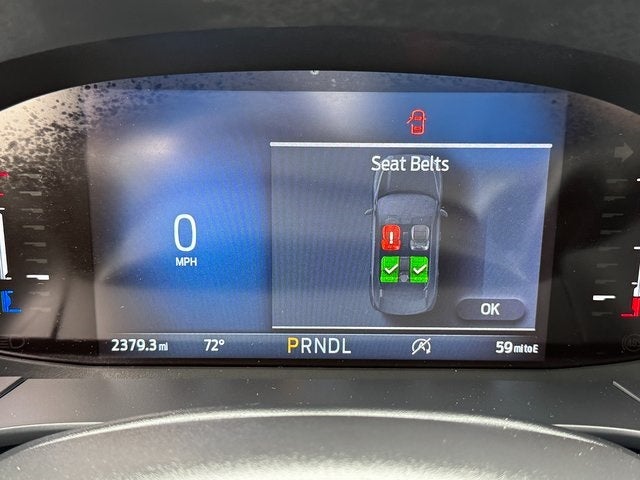 Seat Belts
0
MPH
OK
2379.3 mi 72° PRNDL 59 mi to E